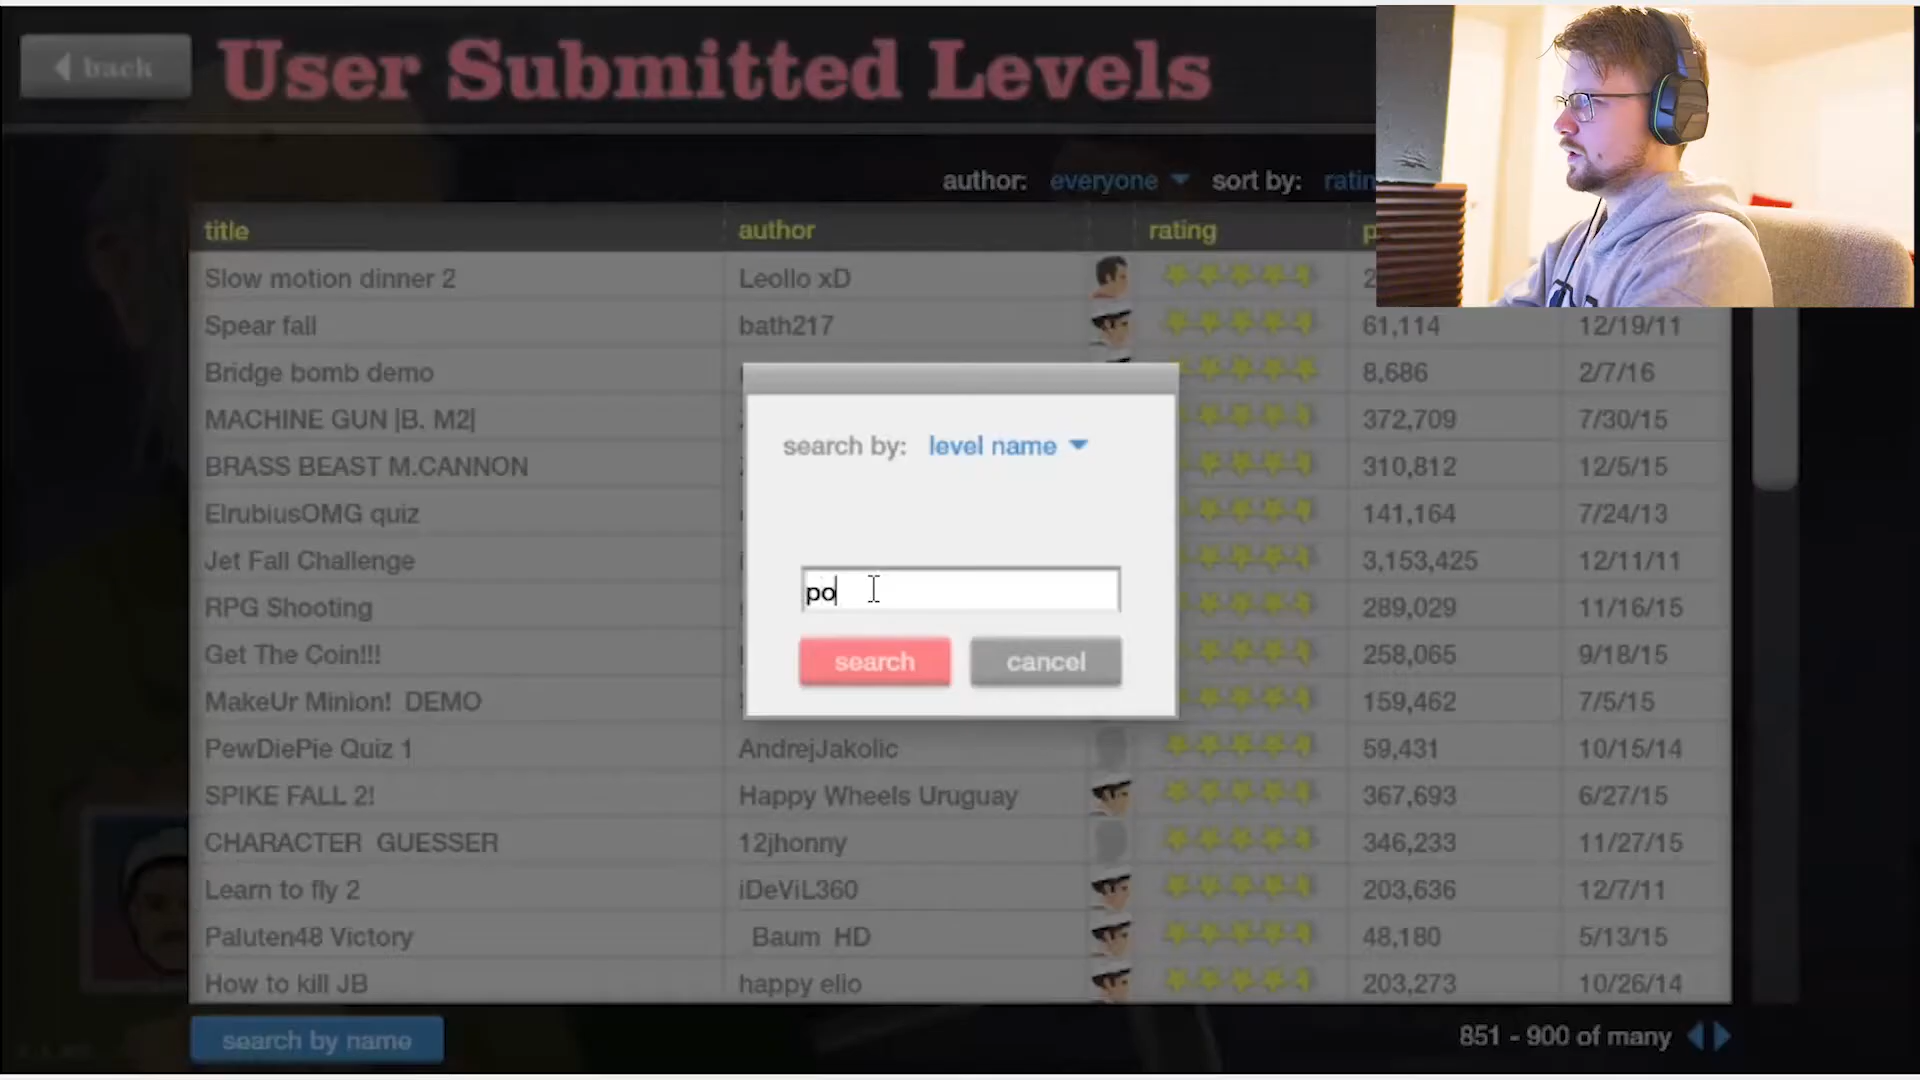 back
User Submitted Levels
author: everyone sort by:
title author rating
Slow motion dinner 2 Leollo xD
Spear fall bath217 61,114 12/19/11
Bridge bomb demo 8,686 2/7/16
MACHINE GUN |B. M2| 372,709 7/30/15
BRASS BEAST M.CANNON 310,812 12/5/15
ElrubiusOMG quiz 141,164 7/24/13
Jet Fall Challenge 3,153,425 12/11/11
RPG Shooting 289,029 11/16/15
Get The Coin!!! 258,065 9/18/15
MakeUr Minion! DEMO 159,462 7/5/15
PewDiePie Quiz 1 AndrejJakolic 59,431 10/15/14
SPIKE FALL 2! Happy Wheels Uruguay 367,693 6/27/15
CHARACTER GUESSER 12jhonny 346,233 11/27/15
Learn to fly 2 iDeViL360 203,636 12/7/11
Paluten48 Victory Baum HD 48,180 5/13/15
How to kill JB happy elio 203,273 10/26/14
search by: level name
po
search cancel
search by name 851 - 900 of many